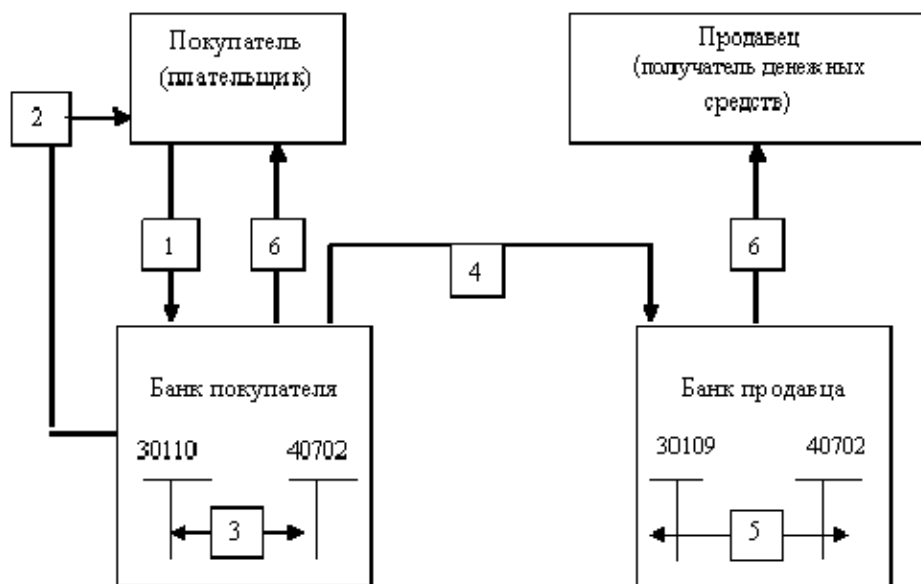 Покупатель
(плательщик)
Продавец
(получатель денежных
средств)
2
1
6
4
6
Банк покупателя
30110 40702
3
Банк продавца
30109 40702
5